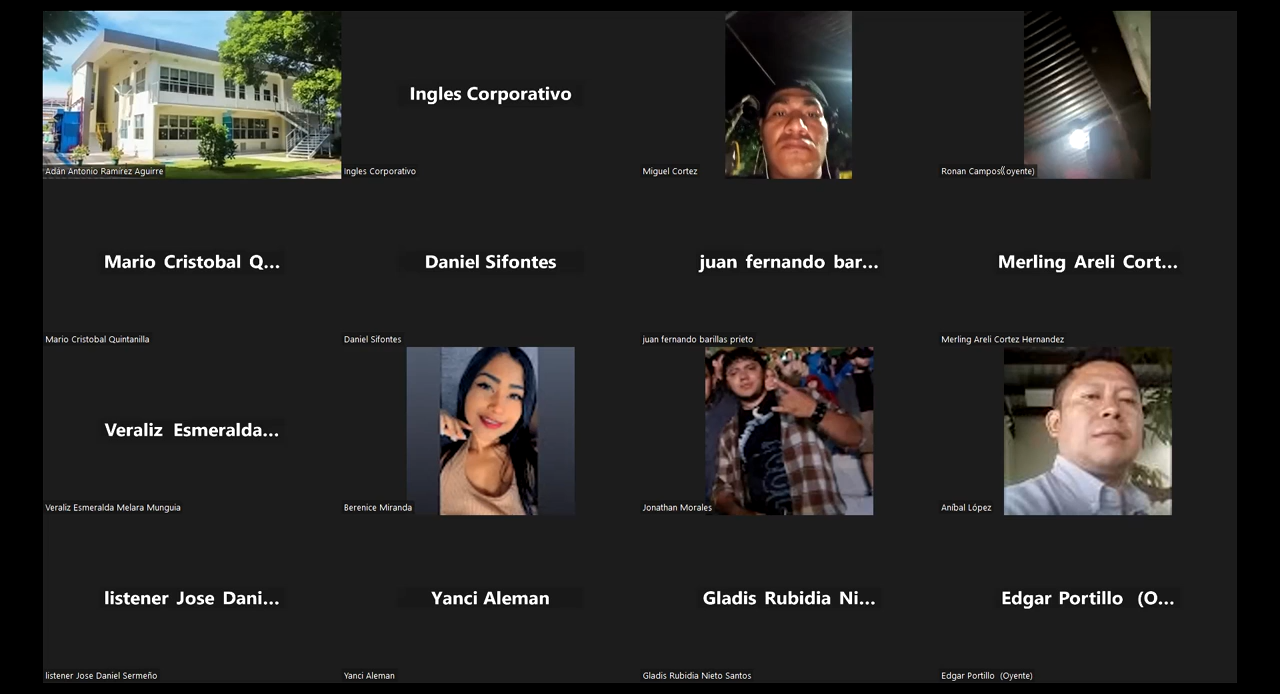 Adán Antonio Ramírez Aguirre
Ingles Corporativo
Ingles Corporativo
Miguel Cortez
Ronan Campos((oyente)
Mario Cristobal Q...
Mario Cristobal Quintanilla
Daniel Sifontes
Daniel Sifontes
juan fernando bar...
juan fernando barillas prieto
Merling Areli Cort...
Merling Areli Cortez Hernandez
Veraliz Esmeralda...
Veraliz Esmeralda Melara Munguia
Berenice Miranda
Jonathan Morales
Aníbal López
listener Jose Dani...
listener Jose Daniel Sermeño
Yanci Aleman
Yanci Aleman
Gladis Rubidia Ni...
Gladis Rubidia Nieto Santos
Edgar Portillo (O...
Edgar Portillo (Oyente)